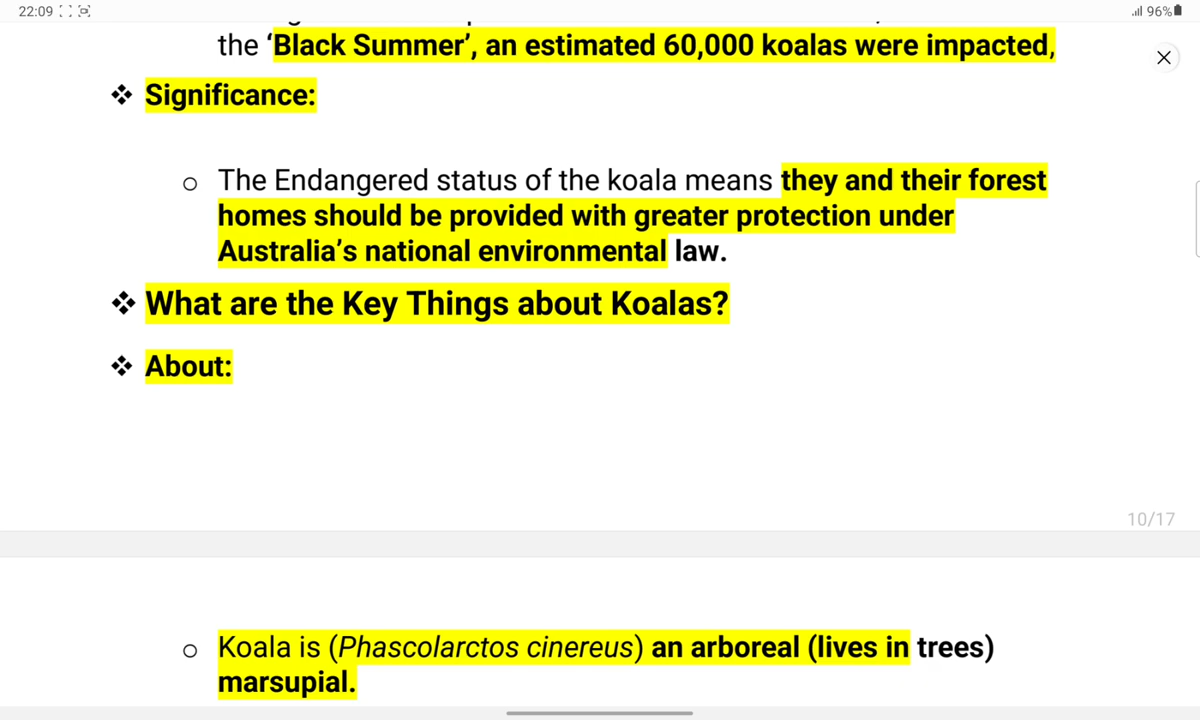 22:09
96%
the ‘Black Summer’, an estimated 60,000 koalas were impacted,
❖ Significance:
o The Endangered status of the koala means they and their forest
homes should be provided with greater protection under
Australia’s national environmental law.
❖ What are the Key Things about Koalas?
❖ About:
10/17
o Koala is (Phascolarctos cinereus) an arboreal (lives in trees)
marsupial.